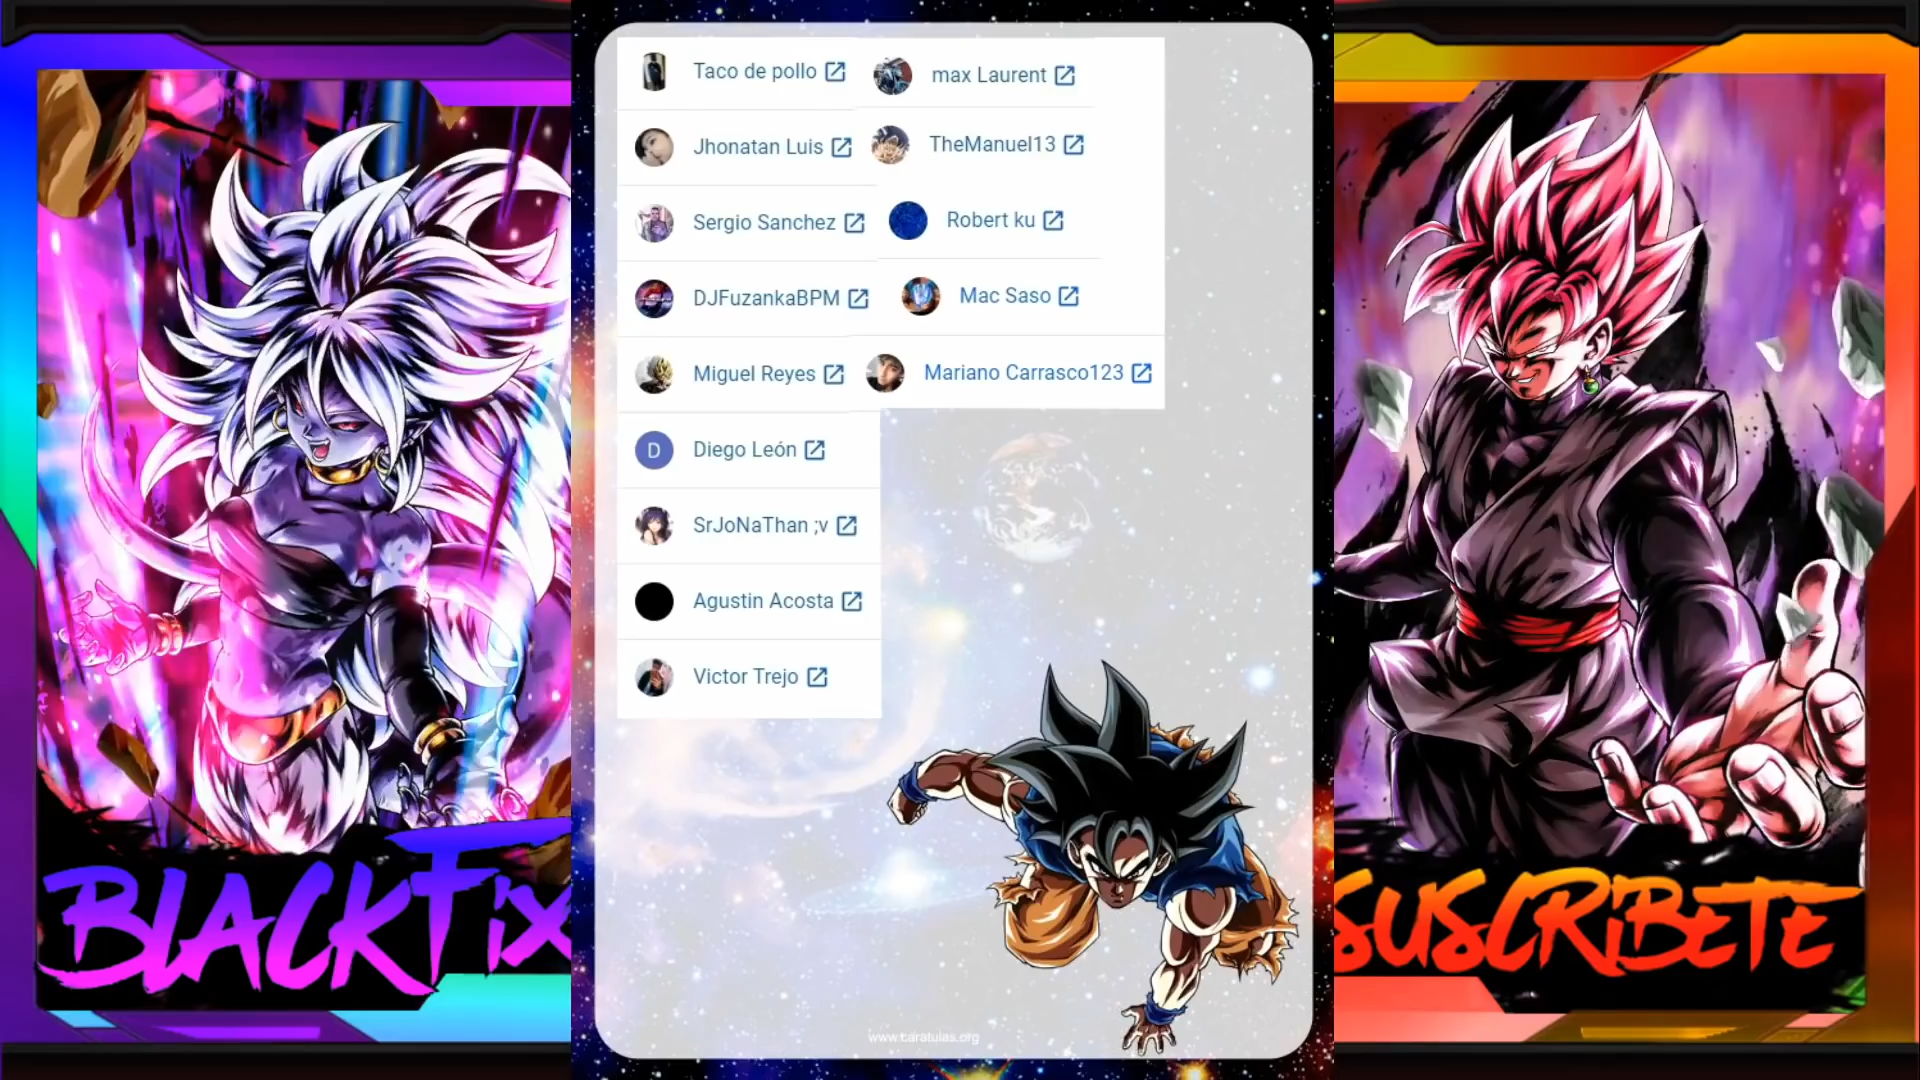 Taco de pollo
max Laurent
Jhonatan Luis
TheManuel13
Sergio Sanchez
Robert ku
DJFuzankaBPM
Mac Saso
Miguel Reyes
Mariano Carrasco123
D
Diego León
SrJoNaThan ;v
Agustin Acosta
Victor Trejo
BLACKFix
SUSCRiBETE
www.caratulas.org